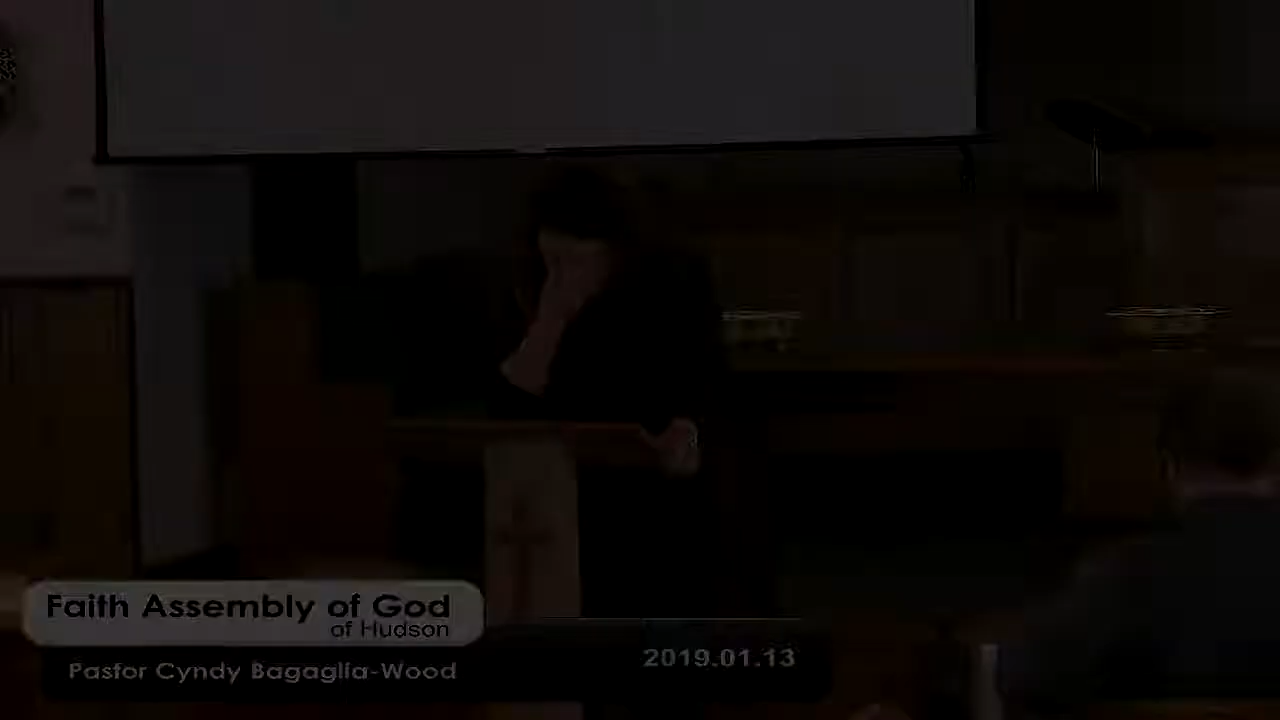 Faith Assembly of God
of Hudson
Pastor Cyndy Bagaglia-Wood
2019.01.13